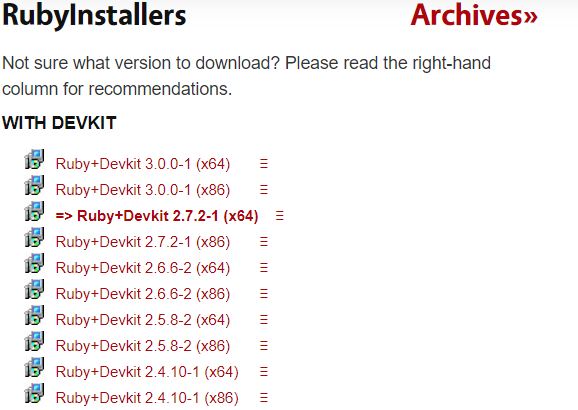 RubyInstallers Archives»
Not sure what version to download? Please read the right-hand
column for recommendations.
WITH DEVKIT
Ruby+Devkit 3.0.0-1 (x64)
Ruby+Devkit 3.0.0-1 (x86)
=> Ruby+Devkit 2.7.2-1 (x64)
Ruby+Devkit 2.7.2-1 (x86)
Ruby+Devkit 2.6.6-2 (x64)
Ruby+Devkit 2.6.6-2 (x86)
Ruby+Devkit 2.5.8-2 (x64)
Ruby+Devkit 2.5.8-2 (x86)
Ruby+Devkit 2.4.10-1 (x64)
Ruby+Devkit 2.4.10-1 (x86)